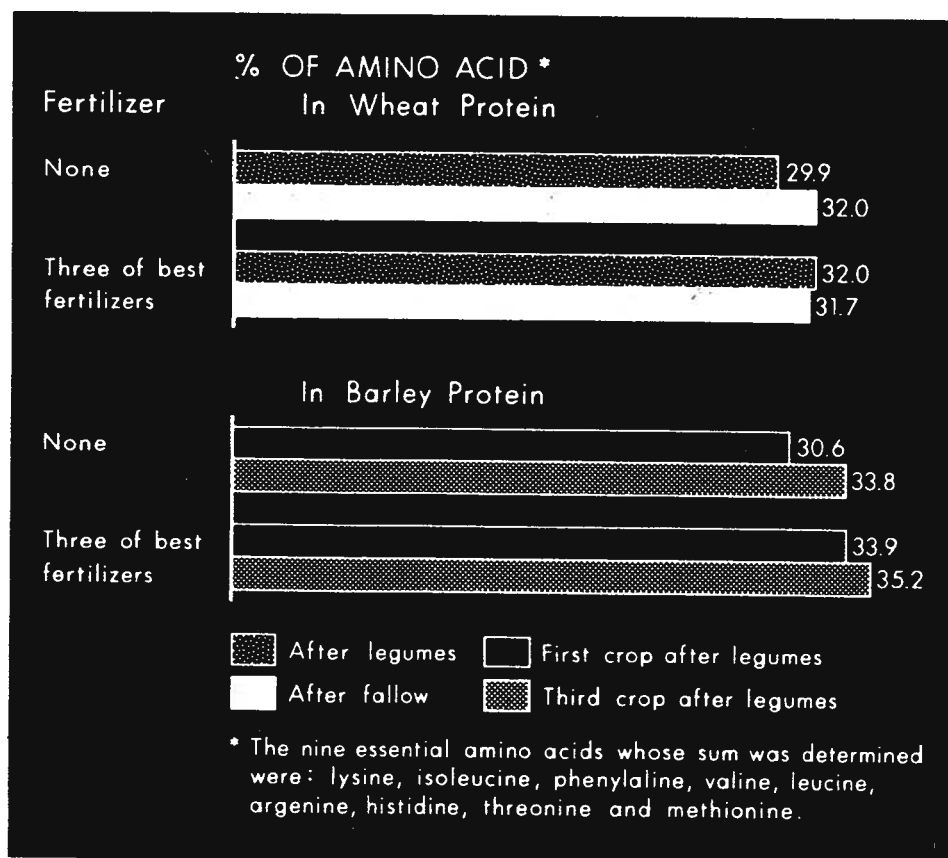 % OF AMINO ACID *
Fertilizer In Wheat Protein
None
29.9
32.0
Three of best
fertilizers
32.0
31.7
In Barley Protein
None
30.6
33.8
Three of best
fertilizers
33.9
35.2
After legumes First crop after legumes
After fallow Third crop after legumes
* The nine essential amino acids whose sum was determined
were: lysine, isoleucine, phenylaline, valine, leucine,
argenine, histidine, threonine and methionine.